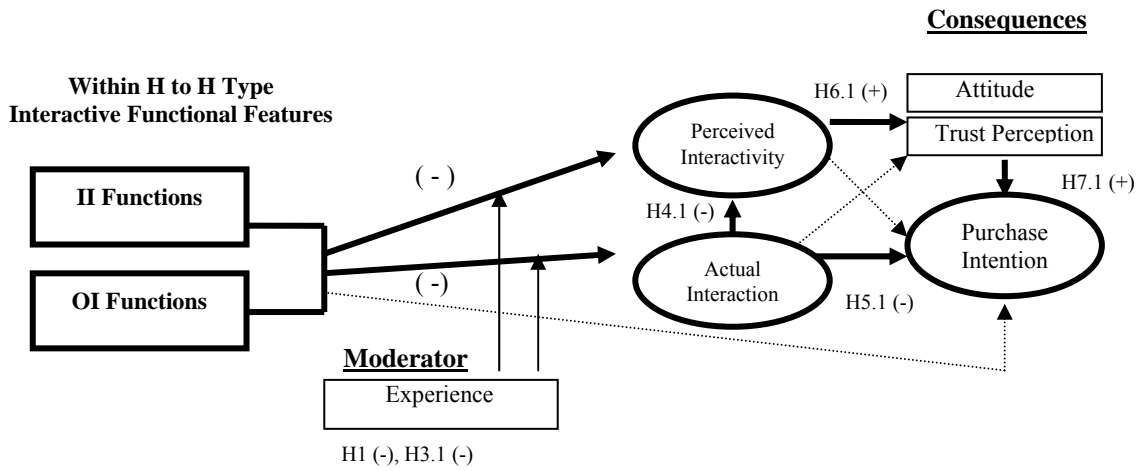 Consequences
Within H to H Type
Interactive Functional Features
II Functions
OI Functions
( - )
( - )
Moderator
Experience
H1 (-), H3.1 (-)
Perceived
Interactivity
H4.1 (-)
Actual
Interaction
H6.1 (+)
H5.1 (-)
Attitude
Trust Perception
H7.1 (+)
Purchase
Intention